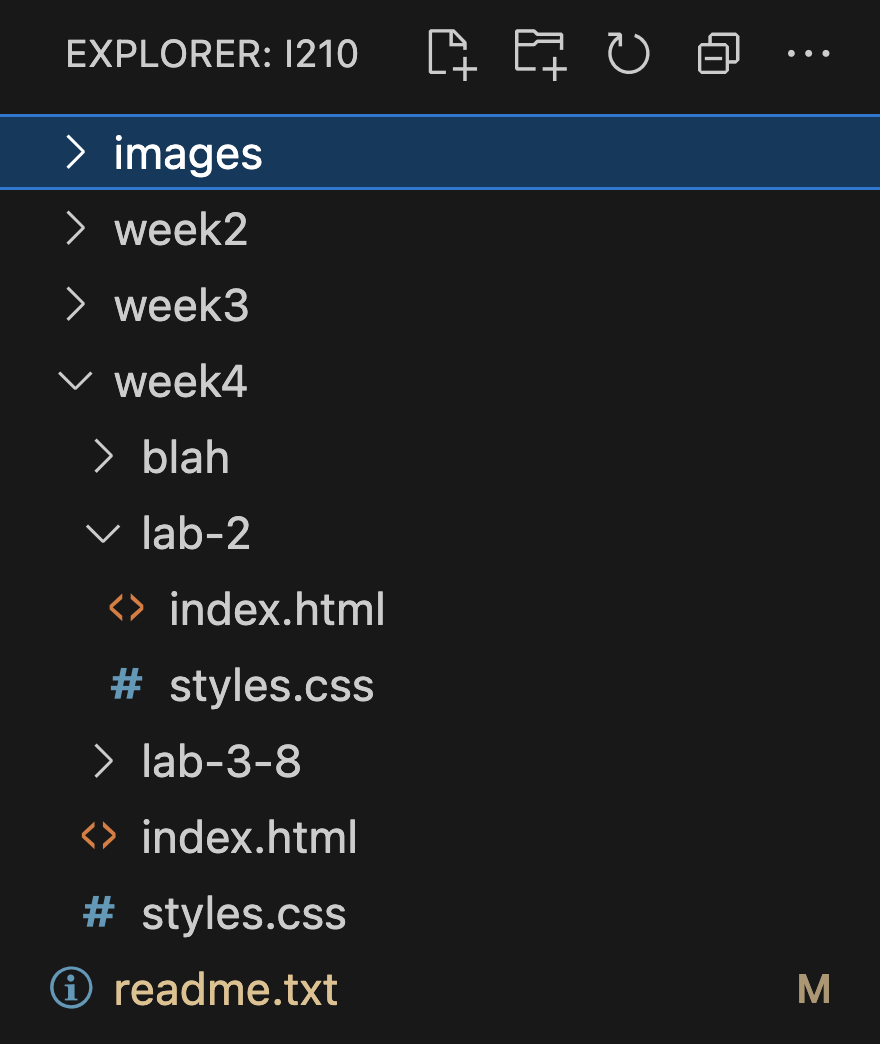 EXPLORER: I210
images
week2
week3
week4
blah
lab-2
index.html
styles.css
lab-3-8
index.html
styles.css
readme.txt M